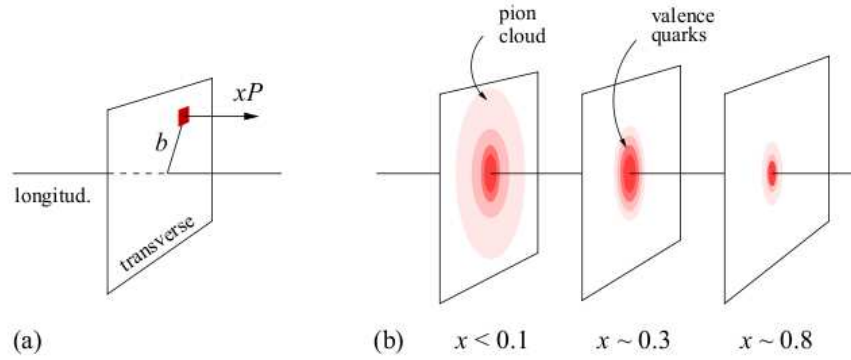 xP
b
longitud.
transverse
(a)
pion
cloud
valence
quarks
(b)
x < 0.1
x ~ 0.3
x ~ 0.8